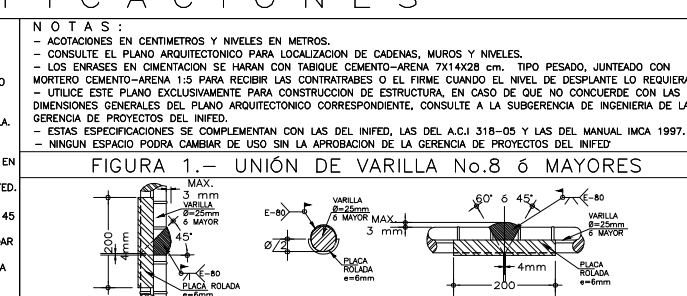 N O T A S :
– ACOTACIONES EN CENTIMETROS Y NIVELES EN METROS.
– CONSULTE EL PLANO ARQUITECTONICO PARA LOCALIZACION DE CADENAS, MUROS Y NIVELES.
– LOS ENRASES EN CIMENTACION SE HARAN CON TABIQUE CEMENTO–ARENA 7X14X28 cm. TIPO PESADO, JUNTEADO CON
MORTERO CEMENTO–ARENA 1:5 PARA RECIBIR LAS CONTRATRABES O EL FIRME CUANDO EL NIVEL DE DESPLANTE LO REQUIERA
– UTILICE ESTE PLANO EXCLUSIVAMENTE PARA CONSTRUCCION DE ESTRUCTURA, EN CASO DE QUE NO CONCUERDE CON LAS
DIMENSIONES GENERALES DEL PLANO ARQUITECTONICO CORRESPONDIENTE, CONSULTE A LA SUBGERENCIA DE INGENIERIA DE LA
GERENCIA DE PROYECTOS DEL INIFED.
– ESTAS ESPECIFICACIONES SE COMPLEMENTAN CON LAS DEL INIFED, LAS DEL A.C.I 318–05 Y LAS DEL MANUAL IMCA 1997.
– NINGUN ESPACIO PODRA CAMBIAR DE USO SIN LA APROBACION DE LA GERENCIA DE PROYECTOS DEL INIFED
EN
45
FIGURA 1.– UNIÓN DE VARILLA No.8 ó MAYORES
MAX.
3 mm
VARILLA
Ø=25mm
ó MAYOR
45°
200
4mm
E–80
PLACA ROLADA
e=6mm
E–80
VARILLA
Ø=25mm
ó MAYOR
Ø/2
PLACA
ROLADA
e=6mm
60° ó 45°
E–80
MAX.
3 mm
VARILLA
Ø=25mm
ó MAYOR
PLACA
ROLADA
e=6mm
4mm
200